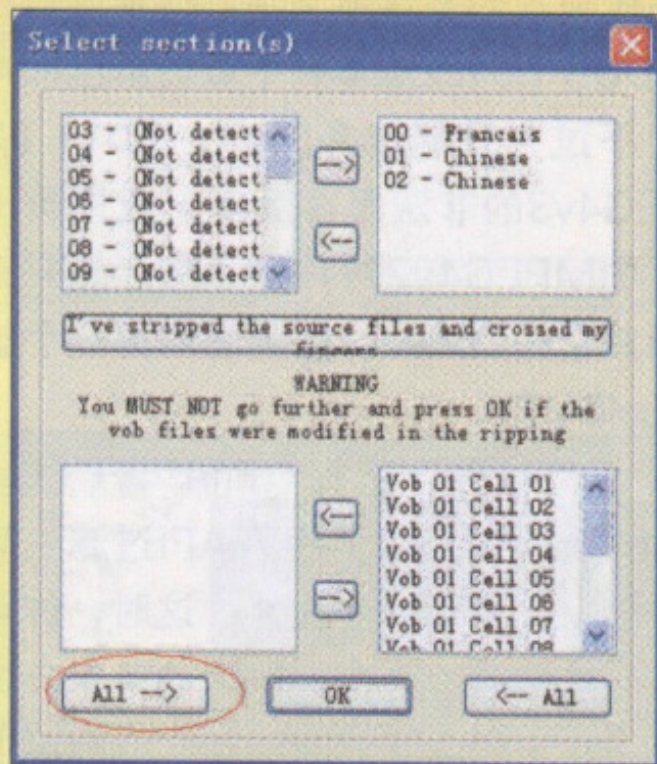 Select section(s)
03 - (Not detect
04 - (Not detect
05 - (Not detect
06 - (Not detect
07 - (Not detect
08 - (Not detect
09 - (Not detect
-->
<--
00 - Francais
01 - Chinese
02 - Chinese
I've stripped the source files and crossed my
fingers
WARNING
You MUST NOT go further and press OK if the
vob files were modified in the ripping
<--
-->
Vob 01 Cell 01
Vob 01 Cell 02
Vob 01 Cell 03
Vob 01 Cell 04
Vob 01 Cell 05
Vob 01 Cell 06
Vob 01 Cell 07
Vob 01 Cell 08
All -->
OK
<-- All